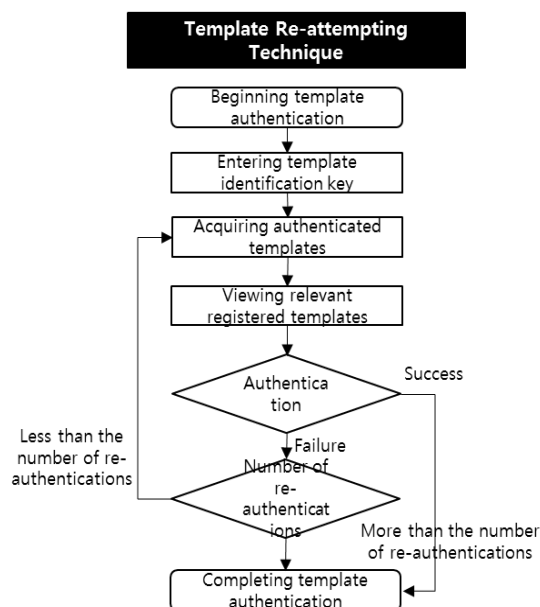 Template Re-attempting
Technique
Beginning template
authentication
Entering template
identification key
Acquiring authenticated
templates
Viewing relevant
registered templates
Authentica
tion
Success
Failure
Less than the
number of re-
authentications
Number of
re-
authenticat
ions
More than the number
of re-authentications
Completing template
authentication